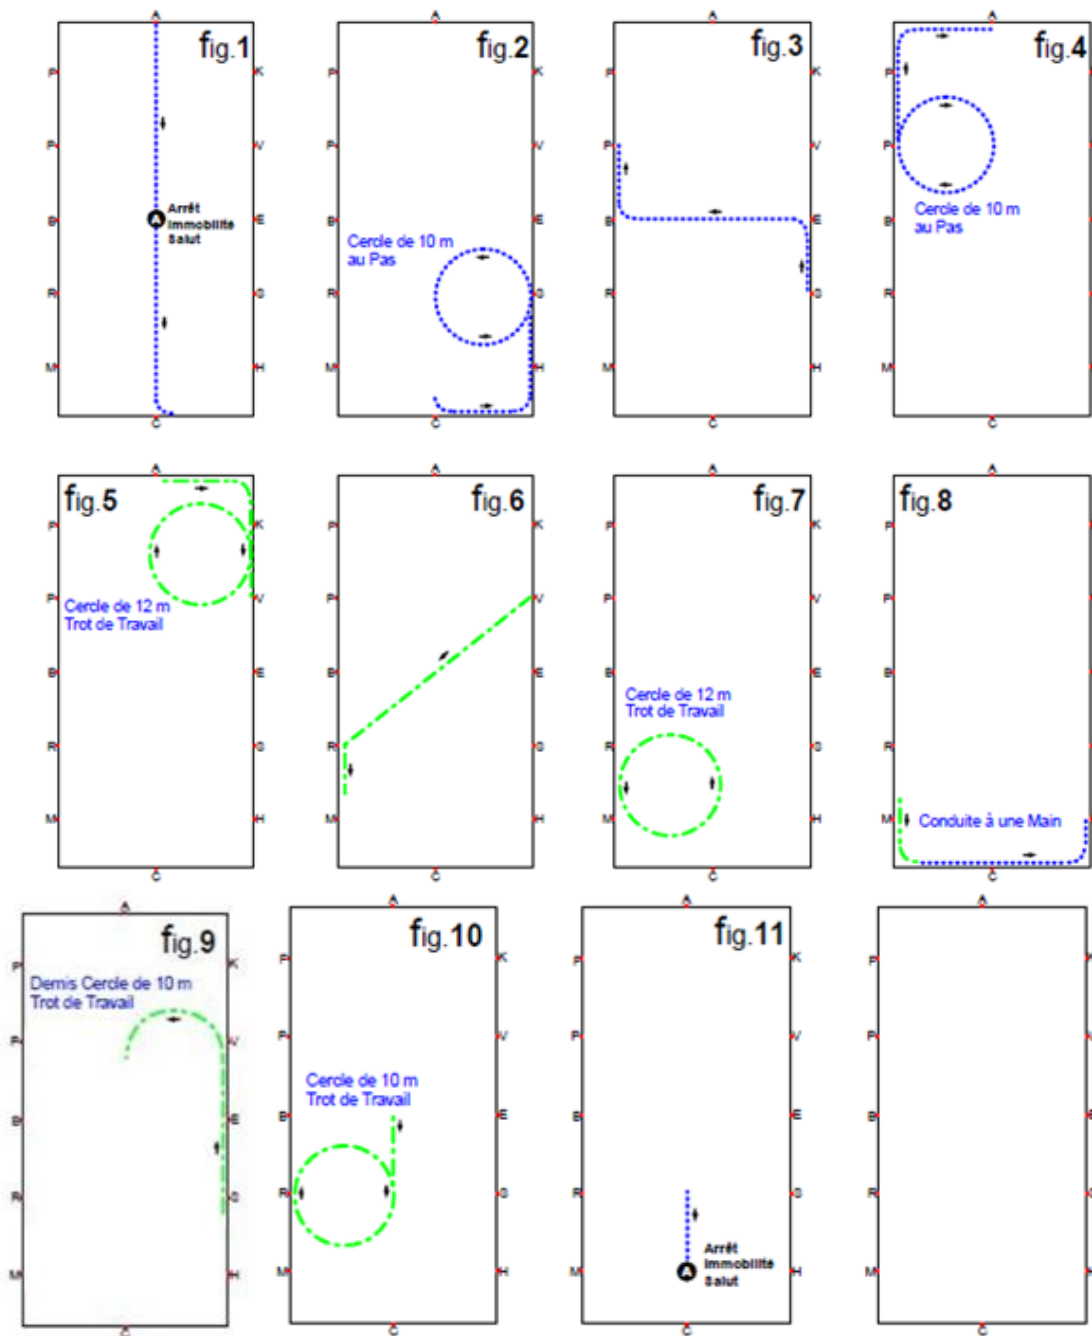 A
fig.1
P K
P V
B E
A Arrêt
Immobilité
Salut
R S
M H
C
A
fig.2
P K
P V
B E
Cercle de 10 m
au Pas
R S
M H
C
A
fig.3
P K
P V
B E
R S
M H
C
A
fig.4
P K
P V
B E
Cercle de 10 m
au Pas
R S
M H
C
A
fig.5
P K
P V
Cercle de 12 m
Trot de Travail
B E
R S
M H
C
A
fig.6
P K
P V
B E
R S
M H
C
A
fig.7
P K
P V
B E
Cercle de 12 m
Trot de Travail
R S
M H
C
A
fig.8
P K
P V
B E
R S
M H
Conduite à une Main
C
A
fig.9
P K
Demis Cercle de 10 m
Trot de Travail
P V
B E
R S
M H
C
A
fig.10
P K
P V
Cercle de 10 m
Trot de Travail
B E
R S
M H
C
A
fig.11
P K
P V
B E
R S
A Arrêt
Immobilité
Salut
M H
C
A
P K
P V
B E
R S
M H
C